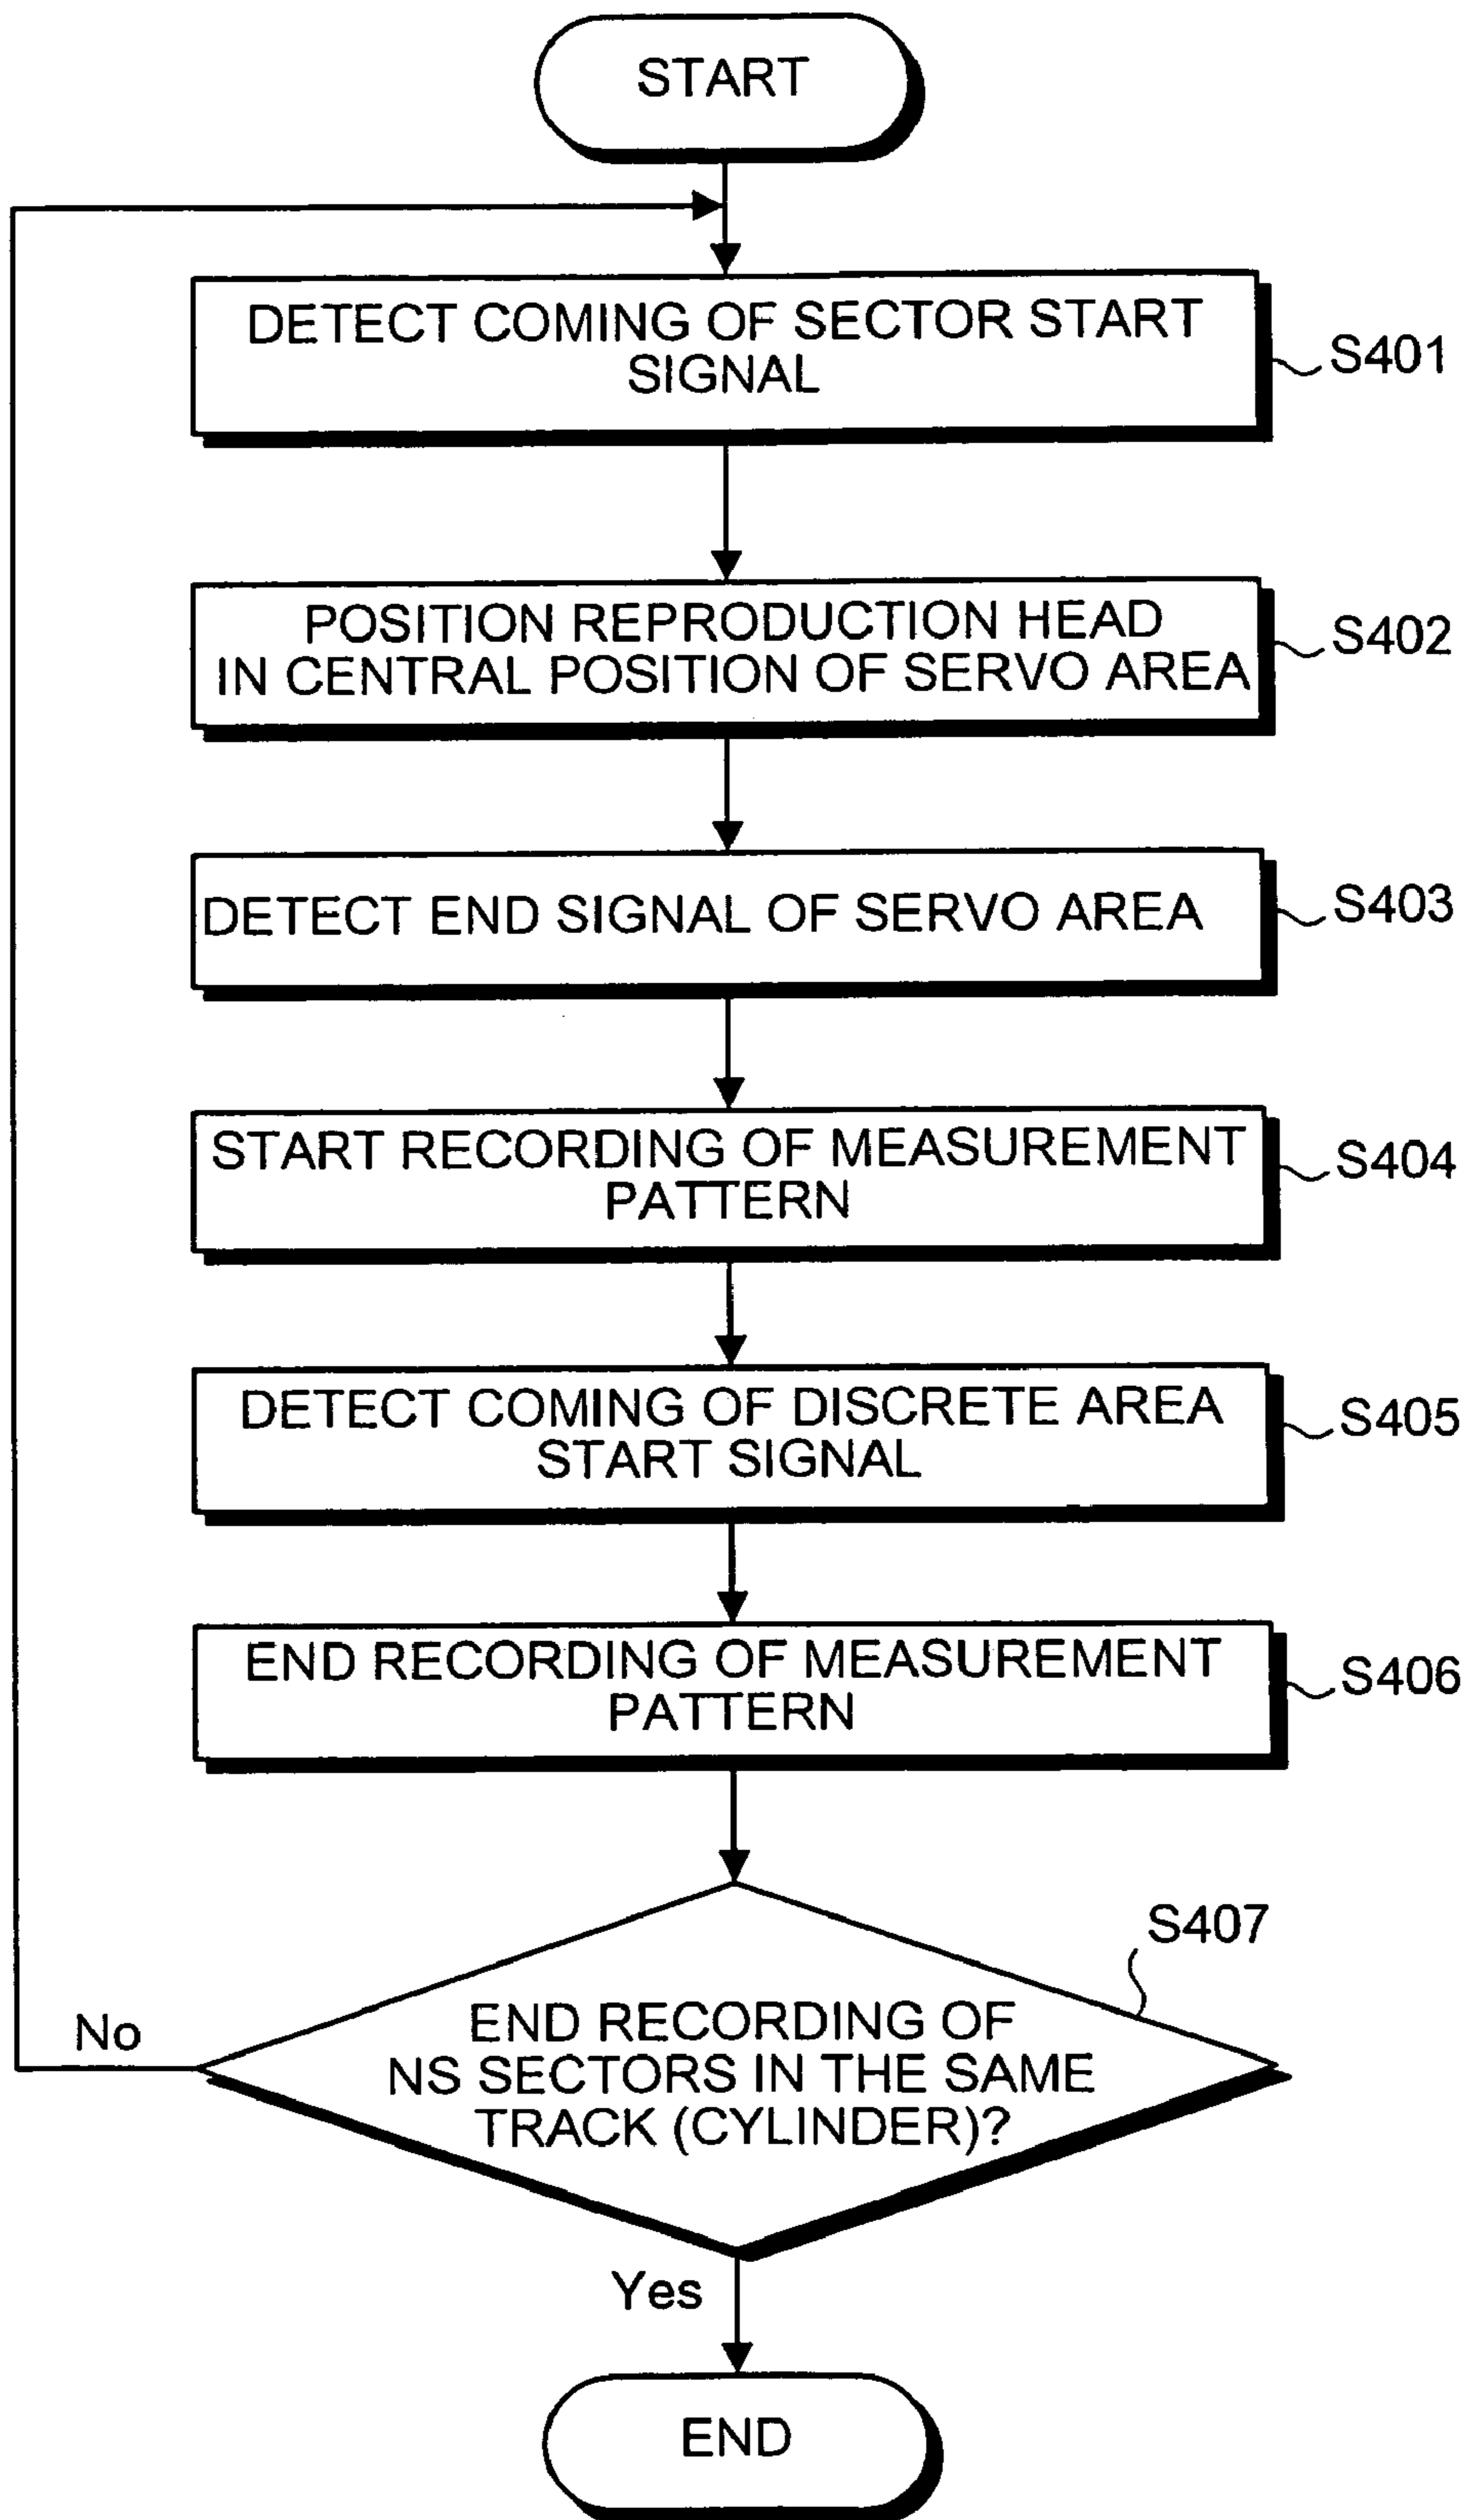 START
DETECT COMING OF SECTOR START
SIGNAL
S401
POSITION REPRODUCTION HEAD
IN CENTRAL POSITION OF SERVO AREA
S402
DETECT END SIGNAL OF SERVO AREA
S403
START RECORDING OF MEASUREMENT
PATTERN
S404
DETECT COMING OF DISCRETE AREA
START SIGNAL
S405
END RECORDING OF MEASUREMENT
PATTERN
S406
S407
END RECORDING OF
NS SECTORS IN THE SAME
TRACK (CYLINDER)?
No
Yes
END